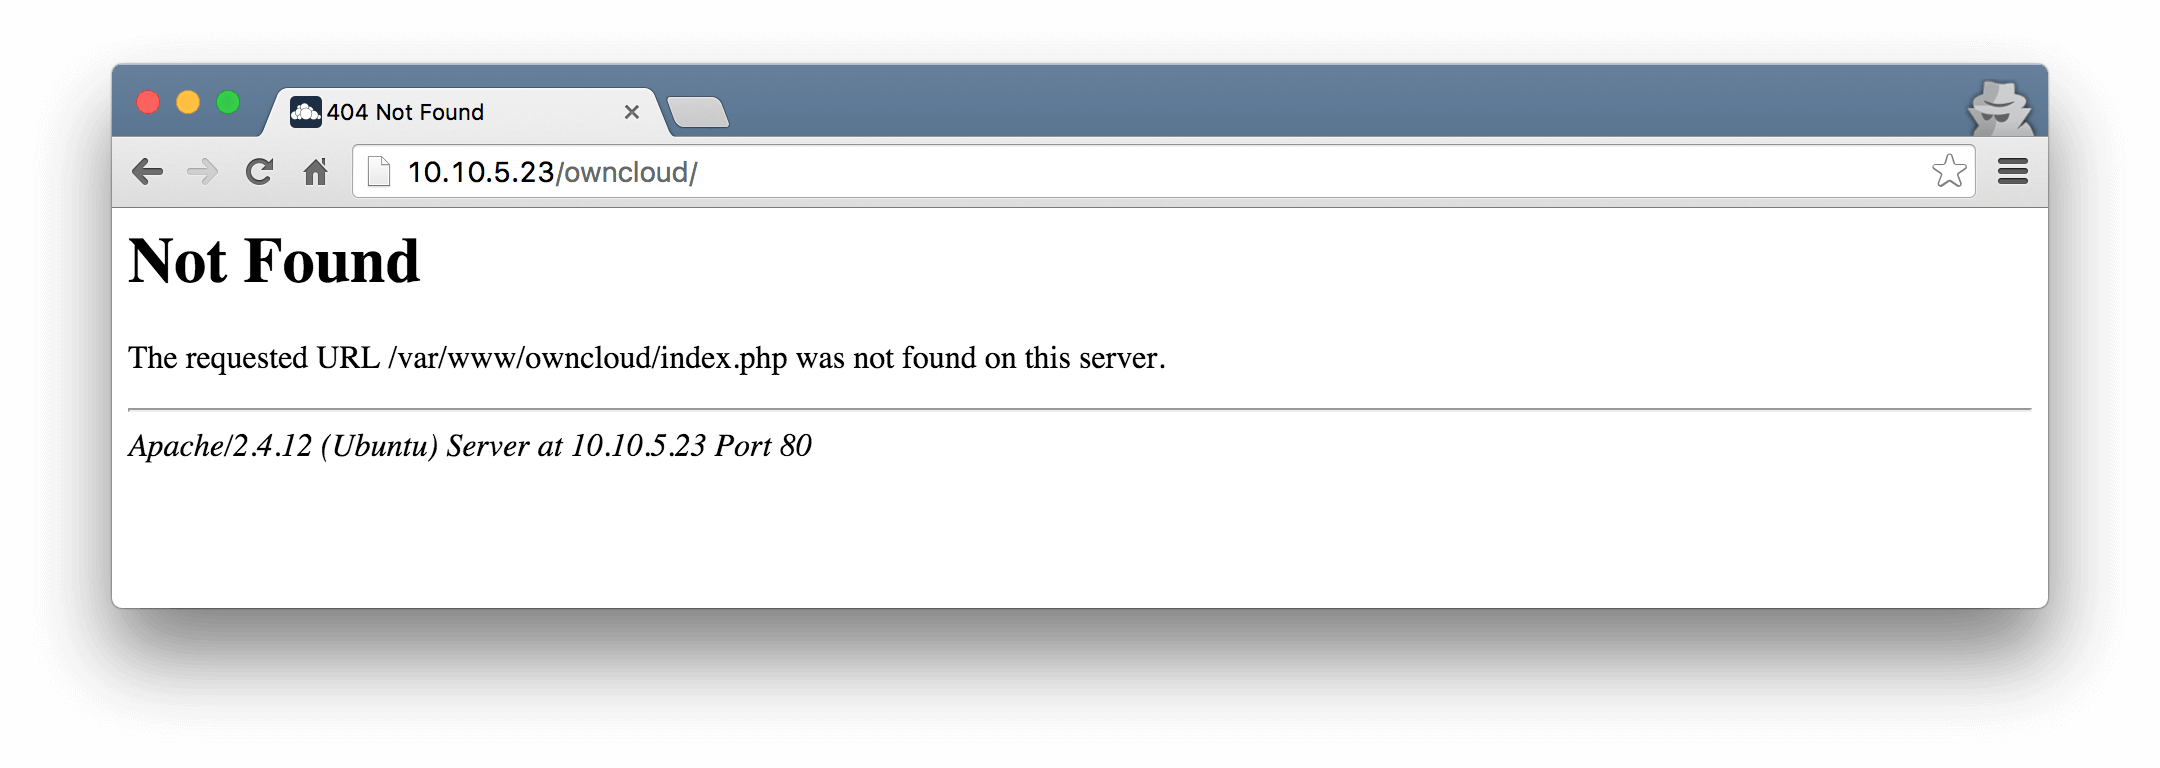 404 Not Found
10.10.5.23/owncloud/
Not Found
The requested URL /var/www/owncloud/index.php was not found on this server.
Apache/2.4.12 (Ubuntu) Server at 10.10.5.23 Port 80